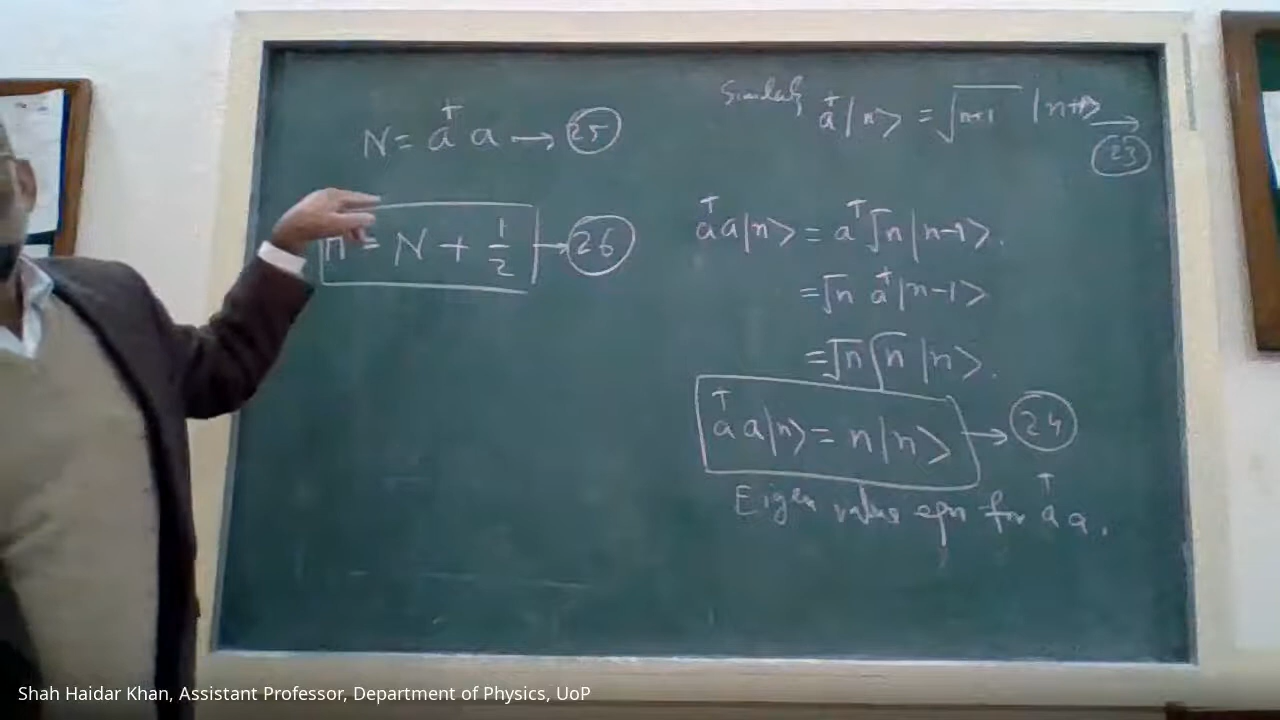 N = a† a → (25)
= N + 1/2 → (26)
a†|n> = √n+1 |n+1> → (23)
a†a|n> = a†√n|n-1>.
= √n a†|n-1>
= √n √n |n>.
a†a|n> = n|n> → (24)
Eigen value eqn for a†a.
Shah Haidar Khan, Assistant Professor, Department of Physics, UoP